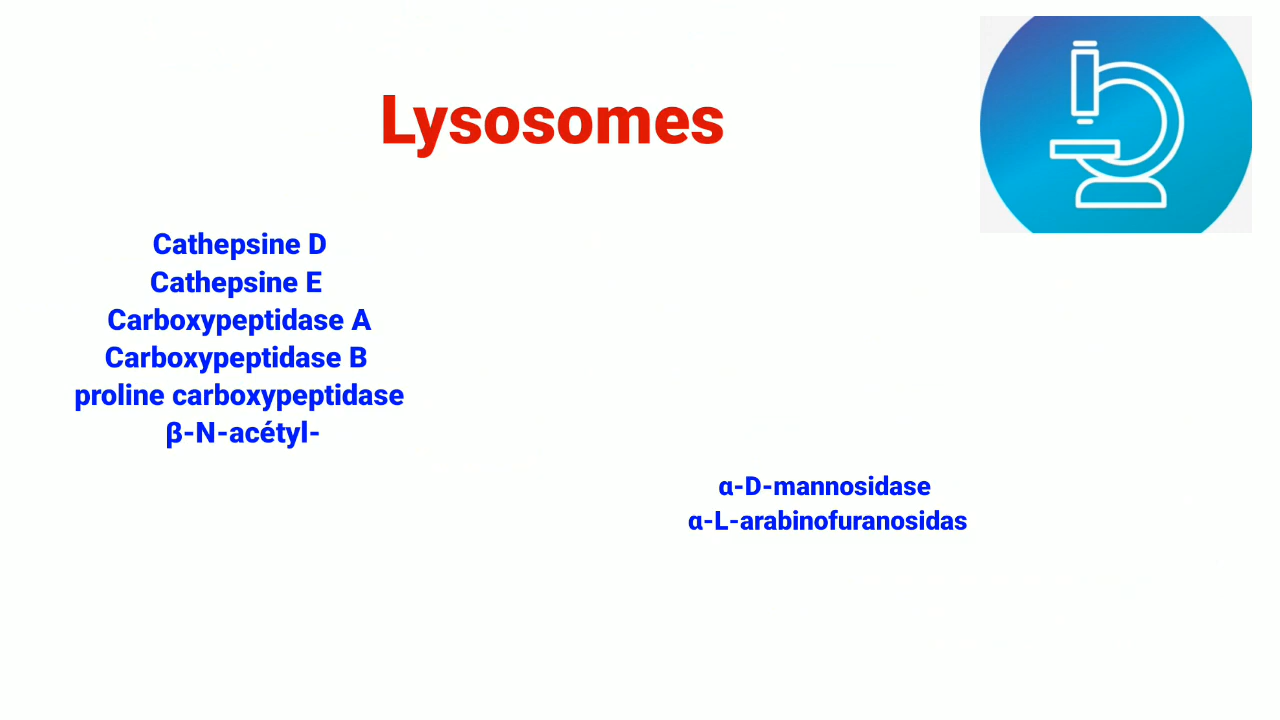 Lysosomes
Cathepsine D
Cathepsine E
Carboxypeptidase A
Carboxypeptidase B
proline carboxypeptidase
β-N-acétyl-
α-D-mannosidase
α-L-arabinofuranosidas